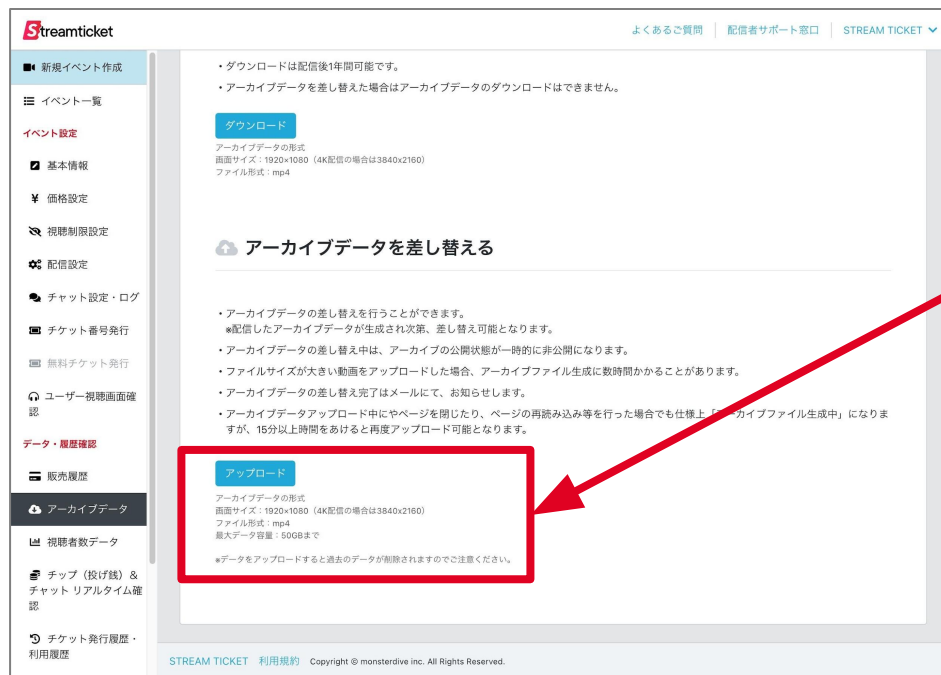 Streamticket
よくあるご質問
配信者サポート窓口
STREAM TICKET
新規イベント作成
イベント一覧
イベント設定
基本情報
価格設定
視聴制限設定
配信設定
チャット設定・ログ
チケット番号発行
無料チケット発行
ユーザー視聴画面確
認
データ・履歴確認
販売履歴
アーカイブデータ
視聴者数データ
チップ（投げ銭）＆
チャット リアルタイム確
認
チケット発行履歴・
利用履歴
・ダウンロードは配信後1年間可能です。
・アーカイブデータを差し替えた場合はアーカイブデータのダウンロードはできません。
ダウンロード
アーカイブデータの形式
画面サイズ：1920×1080（4K配信の場合は3840x2160）
ファイル形式：mp4
アーカイブデータを差し替える
・アーカイブデータの差し替えを行うことができます。
※配信したアーカイブデータが生成され次第、差し替え可能となります。
・アーカイブデータの差し替え中は、アーカイブの公開状態が一時的に非公開になります。
・ファイルサイズが大きい動画をアップロードした場合、アーカイブファイル生成に数時間かかることがあります。
・アーカイブデータの差し替え完了はメールにて、お知らせします。
・アーカイブデータアップロード中にやページを閉じたり、ページの再読み込み等を行った場合でも仕様上「アーカイブファイル生成中」になりま
すが、15分以上時間をあけると再度アップロード可能となります。
アップロード
アーカイブデータの形式
画面サイズ：1920×1080（4K配信の場合は3840x2160）
ファイル形式：mp4
最大データ容量：50GBまで
※データをアップロードすると過去のデータが削除されますのでご注意ください。
STREAM TICKET 利用規約 Copyright © monsterdive inc. All Rights Reserved.